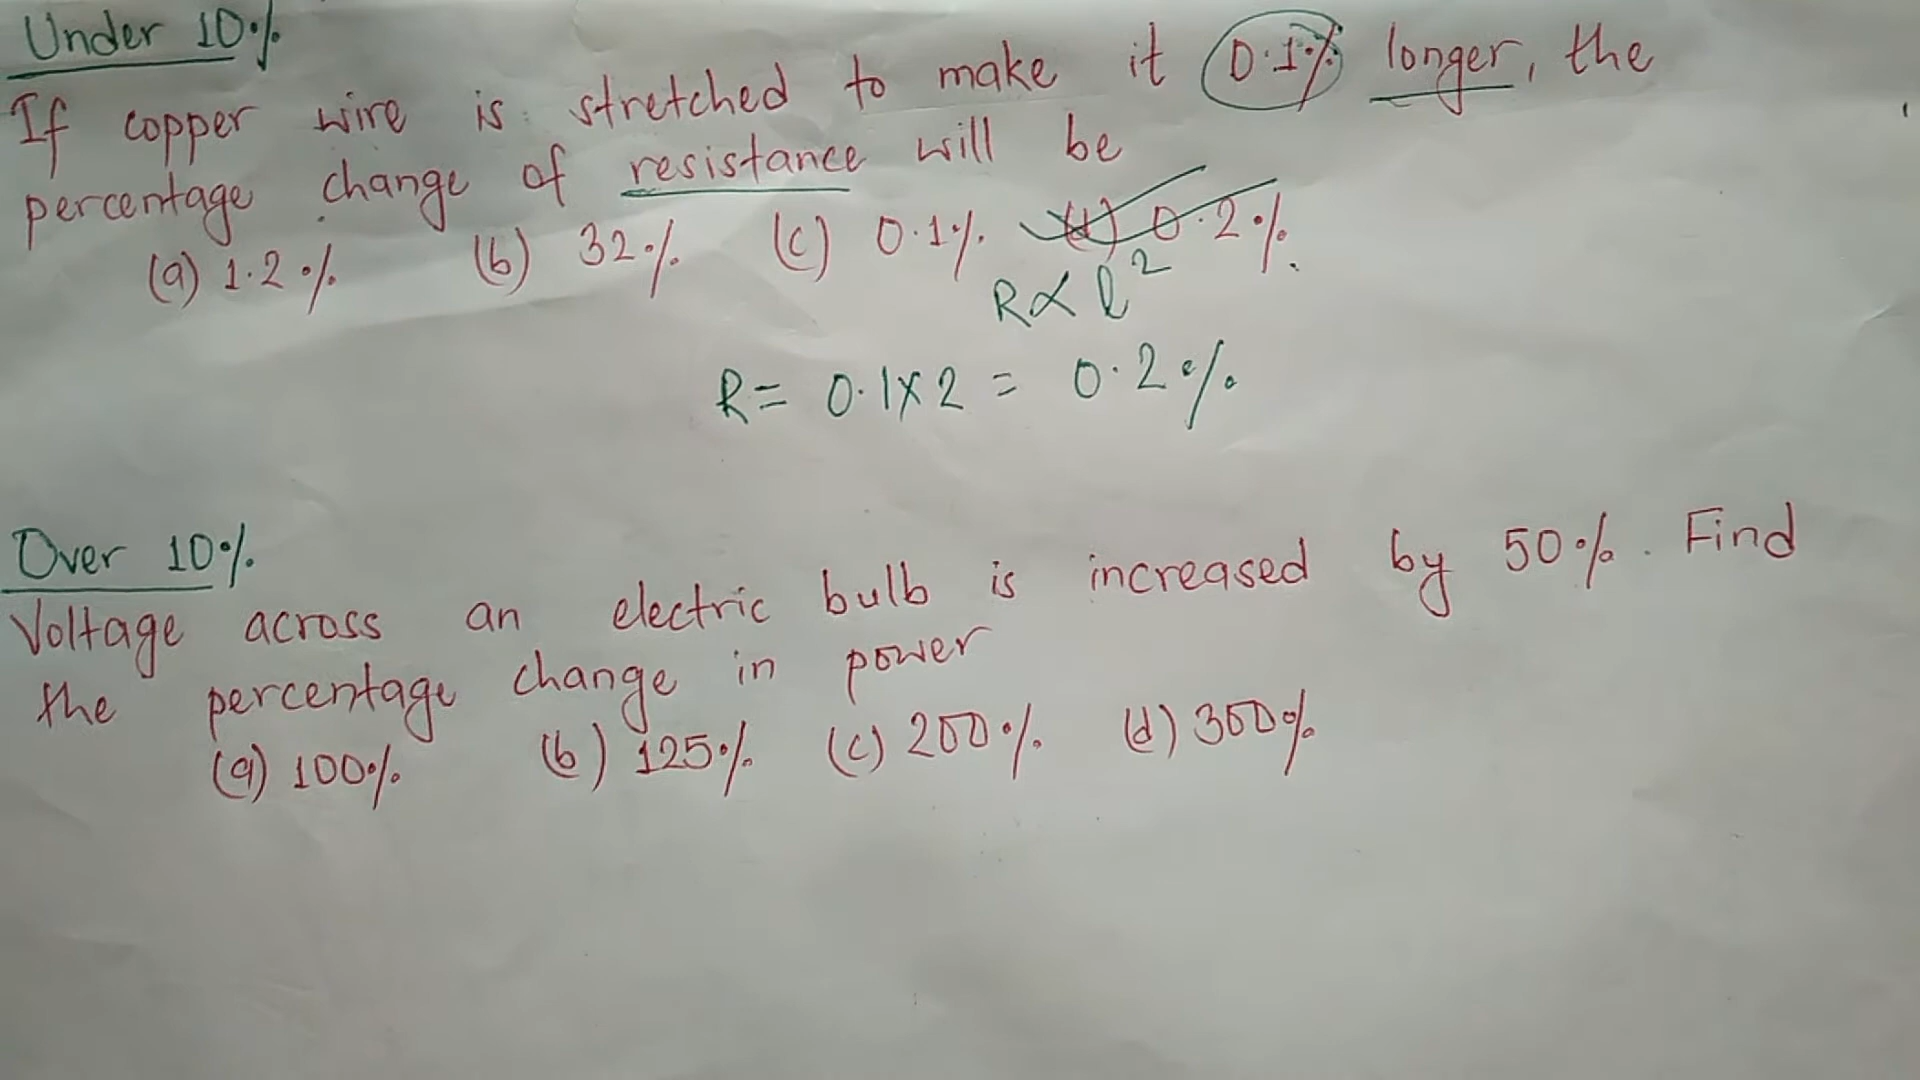 Under 10%
If copper wire is stretched to make it 0.1% longer, the
percentage change of resistance will be
(a) 1.2% (b) 32% (c) 0.1% (d) 0.2%.
R∝l²
R = 0.1×2 = 0.2%
Over 10%
Voltage across an electric bulb is increased by 50%. Find
the percentage change in power
(a) 100% (b) 125% (c) 200% (d) 300%